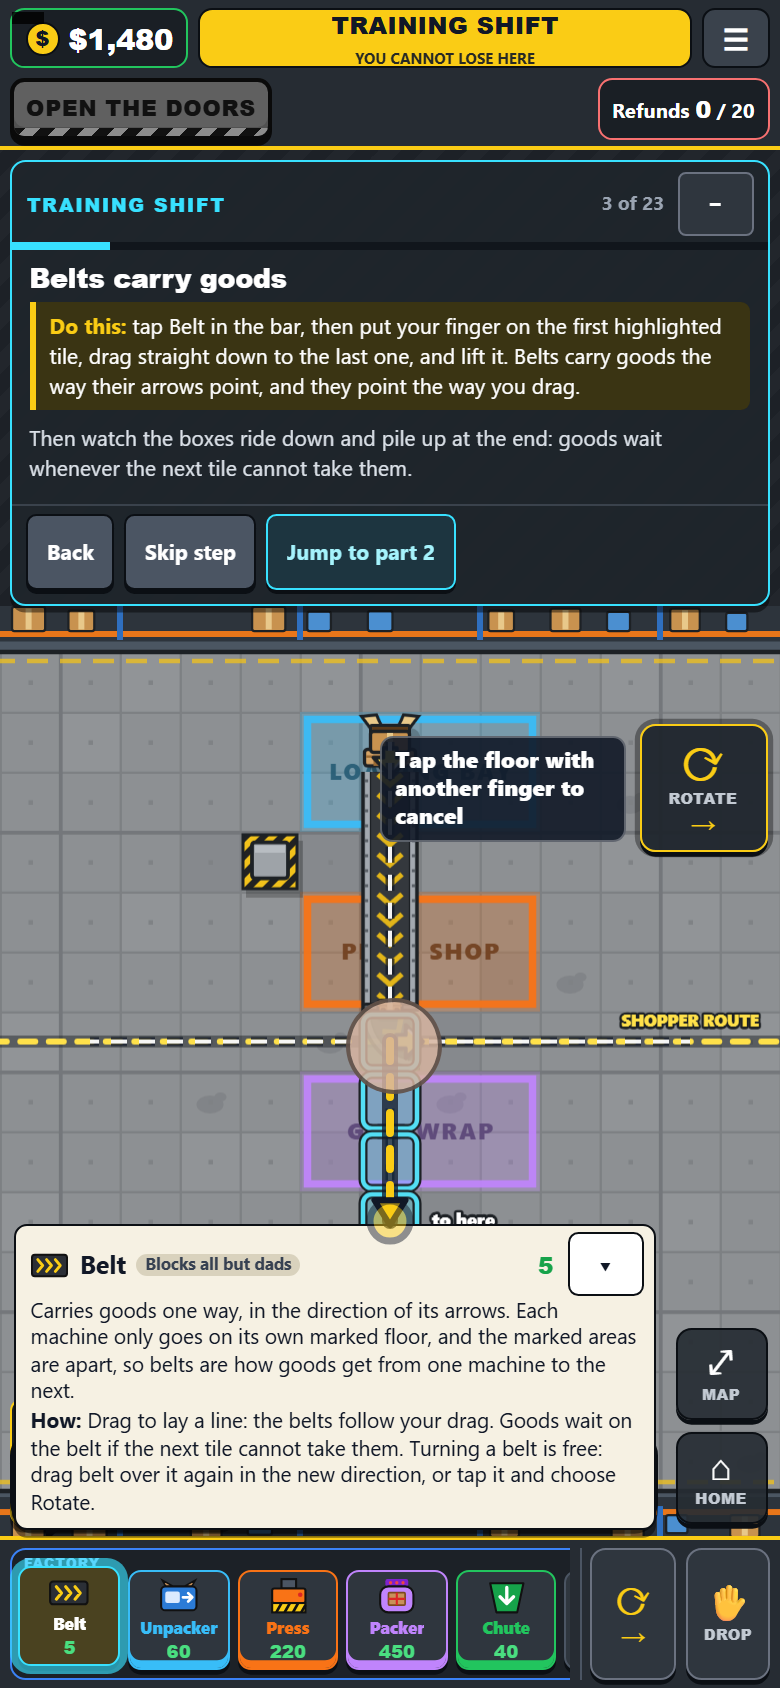 $1,480
TRAINING SHIFT
YOU CANNOT LOSE HERE
OPEN THE DOORS
Refunds 0 / 20
TRAINING SHIFT
3 of 23
Belts carry goods
Do this: tap Belt in the bar, then put your finger on the first highlighted
tile, drag straight down to the last one, and lift it. Belts carry goods the
way their arrows point, and they point the way you drag.
Then watch the boxes ride down and pile up at the end: goods wait
whenever the next tile cannot take them.
Back
Skip step
Jump to part 2
Tap the floor with
another finger to
cancel
ROTATE
SHOP
SHOPPER ROUTE
WRAP
to here
Belt
Blocks all but dads
5
Carries goods one way, in the direction of its arrows. Each
machine only goes on its own marked floor, and the marked areas
are apart, so belts are how goods get from one machine to the
next.
How: Drag to lay a line: the belts follow your drag. Goods wait on
the belt if the next tile cannot take them. Turning a belt is free:
drag belt over it again in the new direction, or tap it and choose
Rotate.
MAP
HOME
FACTORY
Belt
5
Unpacker
60
Press
220
Packer
450
Chute
40
DROP